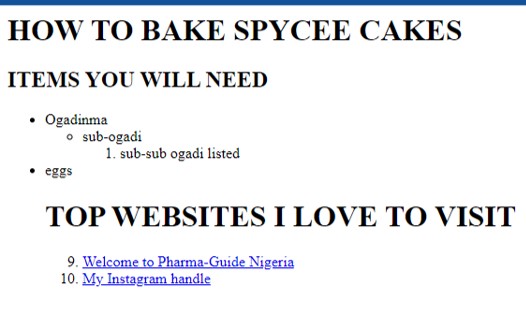 HOW TO BAKE SPYCEE CAKES
ITEMS YOU WILL NEED
• Ogadinma
◦ sub-ogadi
1. sub-sub ogadi listed
• eggs
TOP WEBSITES I LOVE TO VISIT
9. Welcome to Pharma-Guide Nigeria
10. My Instagram handle